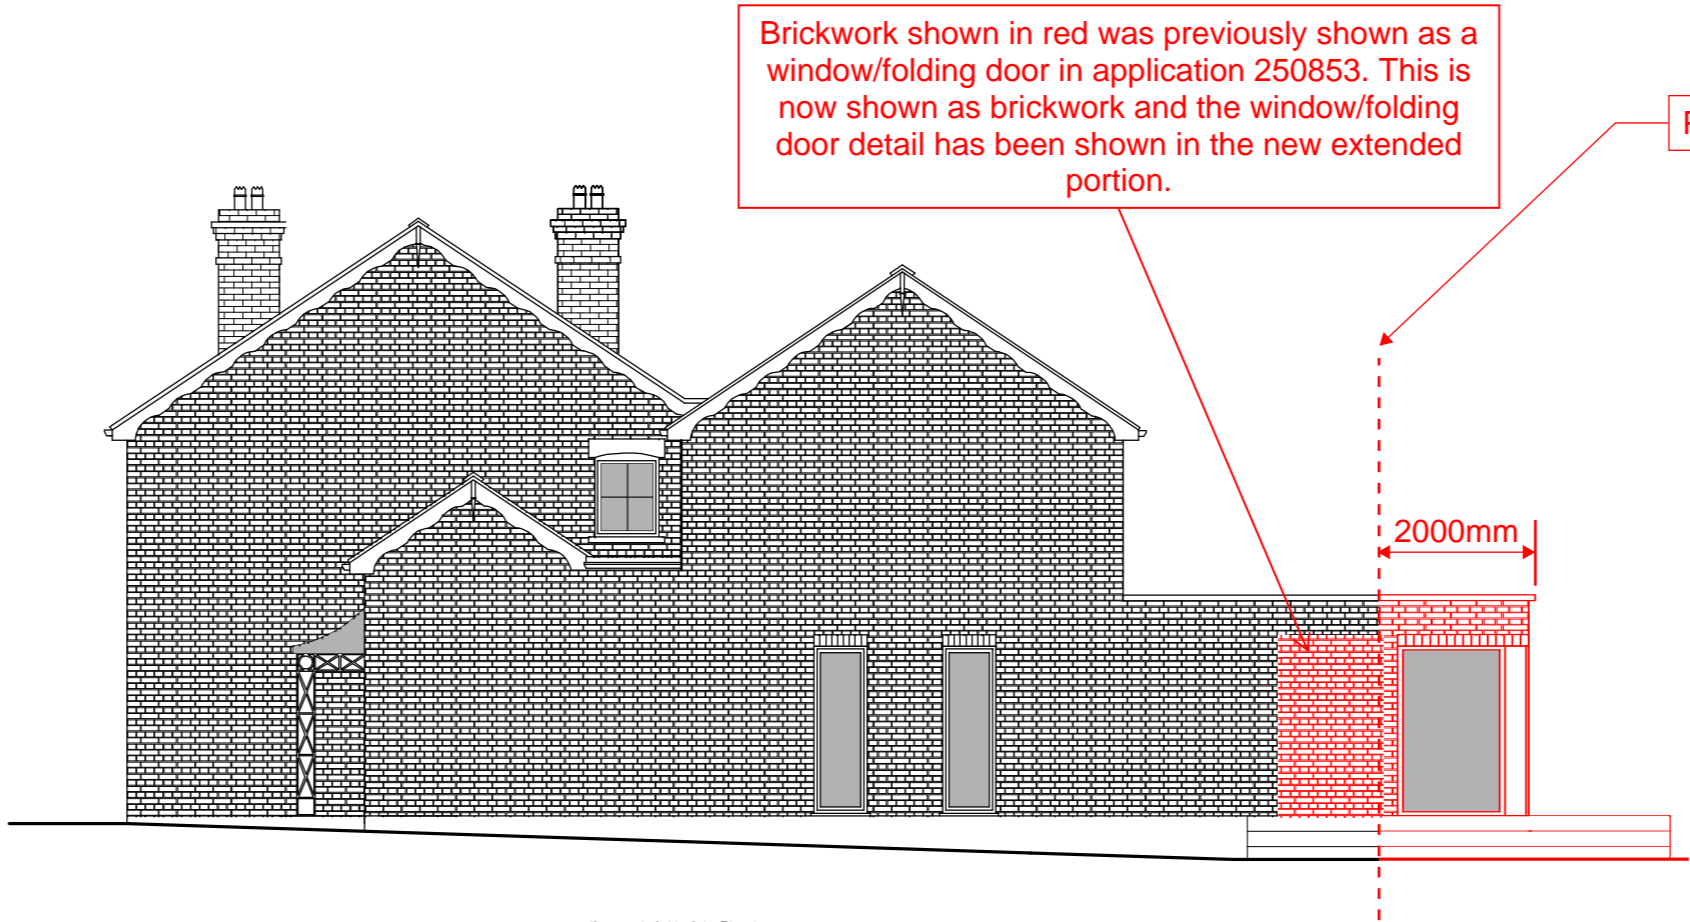 Brickwork shown in red was previously shown as a
window/folding door in application 250853. This is
now shown as brickwork and the window/folding
door detail has been shown in the new extended
portion.
2000mm